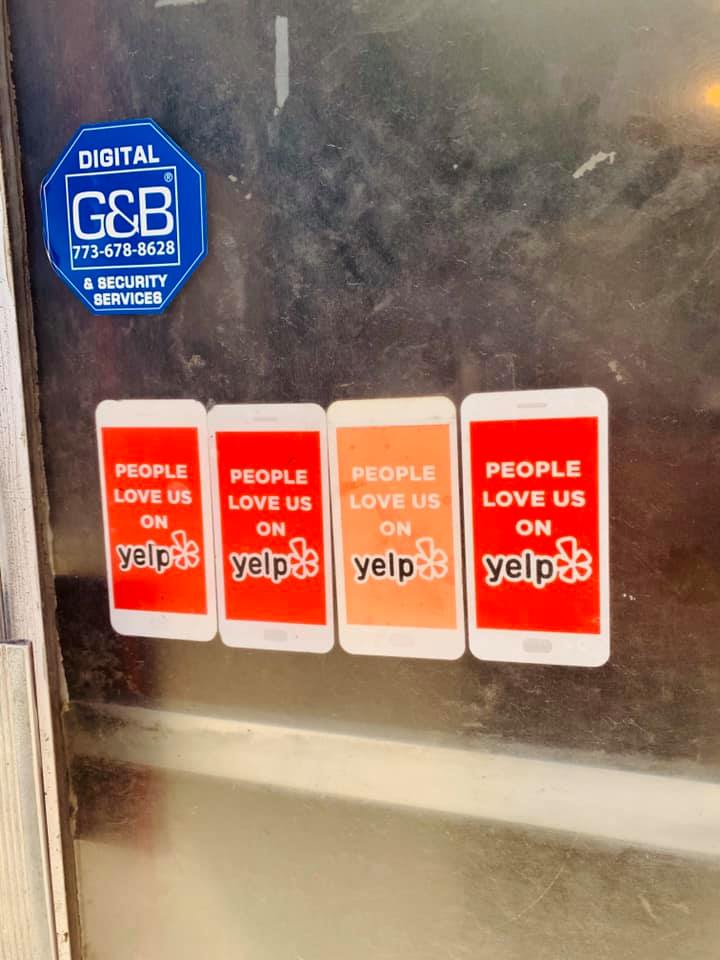 DIGITAL
G&B®
773-678-8628
& SECURITY
SERVICES
PEOPLE
LOVE US
ON
yelp
PEOPLE
LOVE US
ON
yelp
PEOPLE
LOVE US
ON
yelp
PEOPLE
LOVE US
ON
yelp